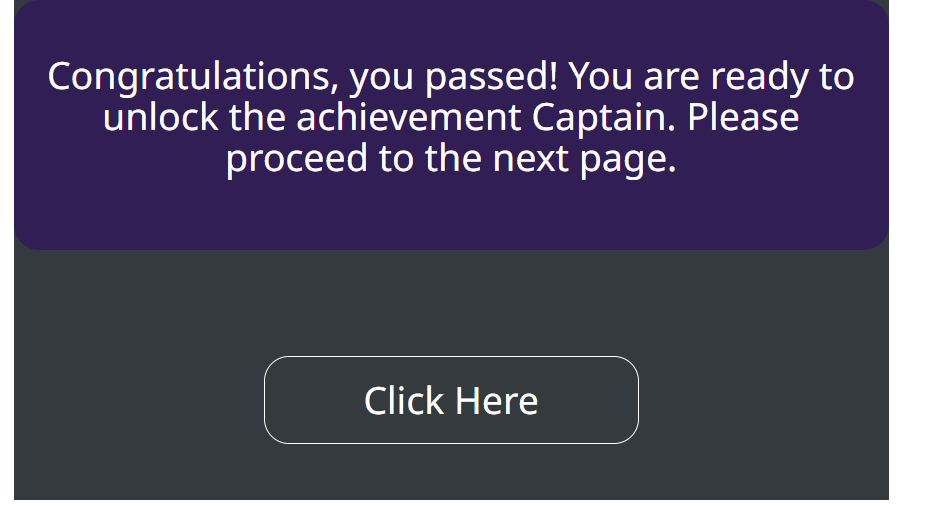 Congratulations, you passed! You are ready to
unlock the achievement Captain. Please
proceed to the next page.
Click Here